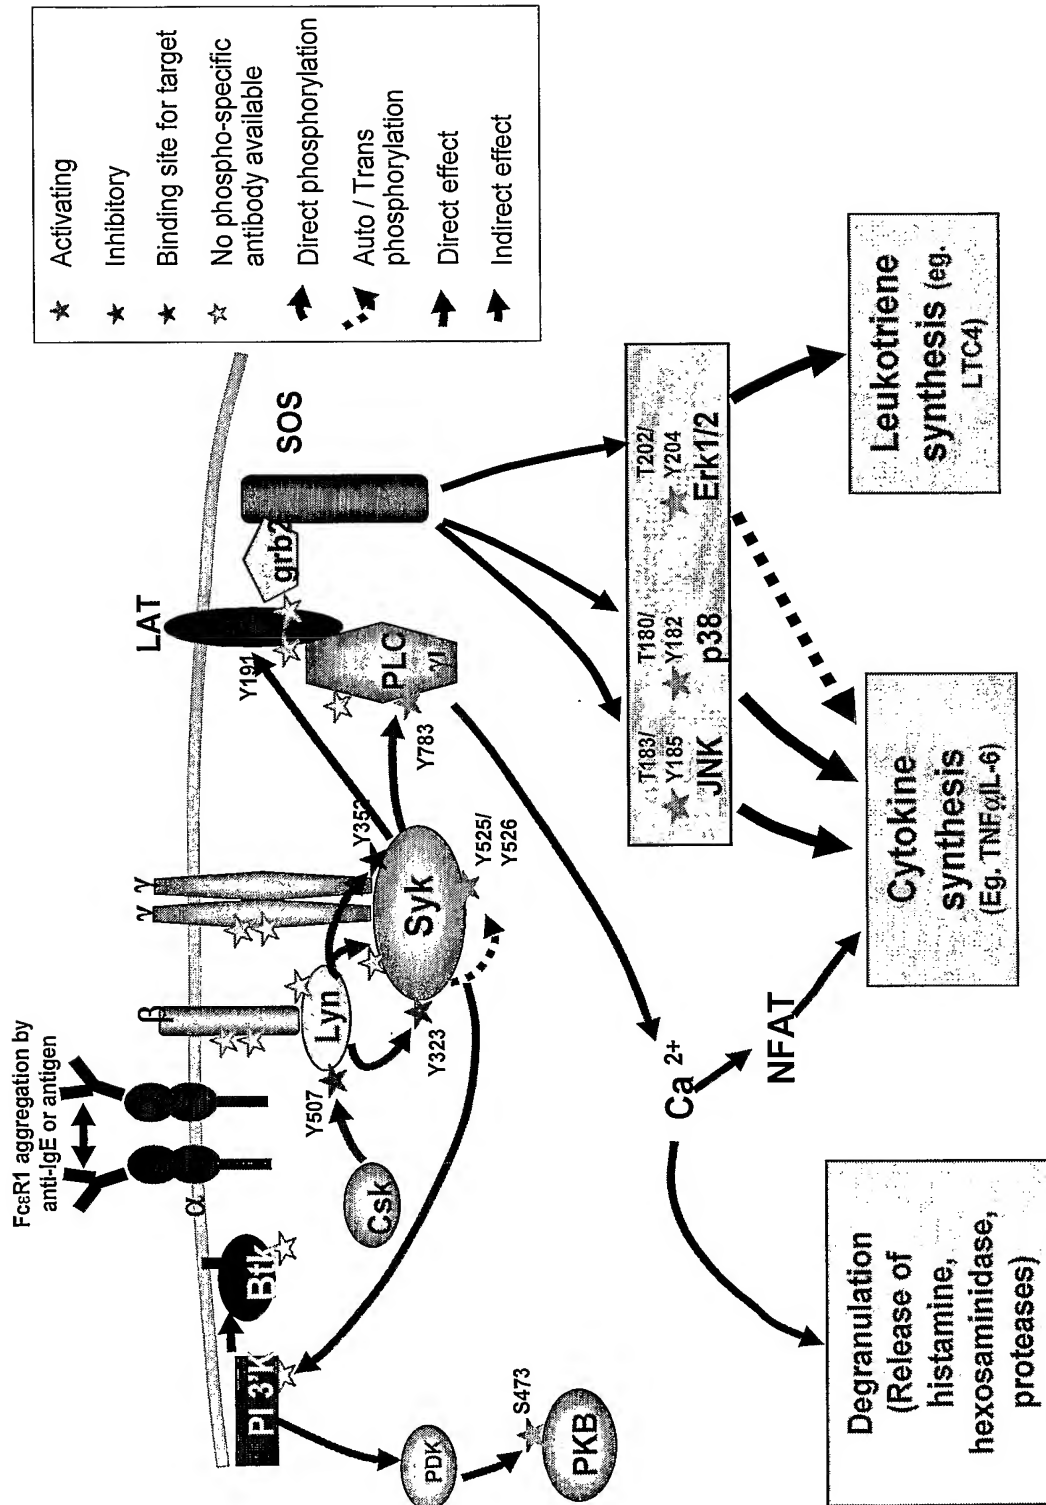 FcεR1 aggregation by
anti-IgE or antigen
α
β
γ
γ
LAT
Y191
grb2
SOS
PI 3'K
Btk
Csk
Y507
Lyn
Y323
Syk
Y352
Y525/
Y526
Y783
PLC
γI
PDK
S473
PKB
Ca 2+
NFAT
T183/
Y185
JNK
T180/
Y182
p38
T202/
Y204
Erk1/2
Degranulation
(Release of
histamine,
hexosaminidase,
proteases)
Cytokine
synthesis
(Eg. TNFα,IL-6)
Leukotriene
synthesis (eg.
LTC4)
Activating
Inhibitory
Binding site for target
No phospho-specific
antibody available
Direct phosphorylation
Auto / Trans
phosphorylation
Direct effect
Indirect effect